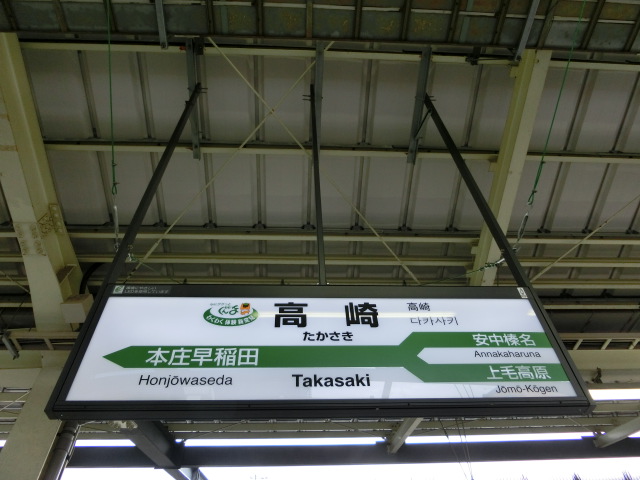 高崎
高崎
다카사키
たかさき
本庄早稲田
安中榛名
Annakaharuna
Honjōwaseda
Takasaki
上毛高原
Jōmō-Kōgen